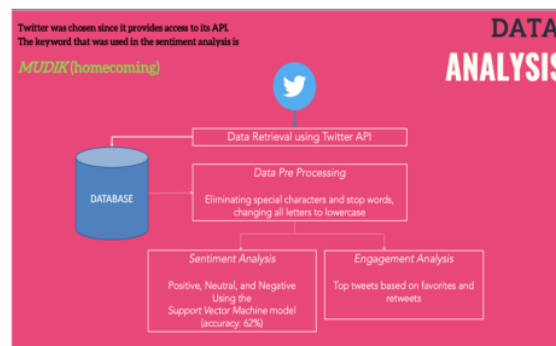 Twitter was chosen since it provides access to its API.
The keyword that was used in the sentiment analysis is
MUDIK (homecoming)
DATA
ANALYSIS
Data Retrieval using Twitter API
DATABASE
Data Pre Processing
Eliminating special characters and stop words,
changing all letters to lowercase
Sentiment Analysis
Positive, Neutral, and Negative
Using the
Support Vector Machine model
(accuracy: 62%)
Engagement Analysis
Top tweets based on favorites and
retweets